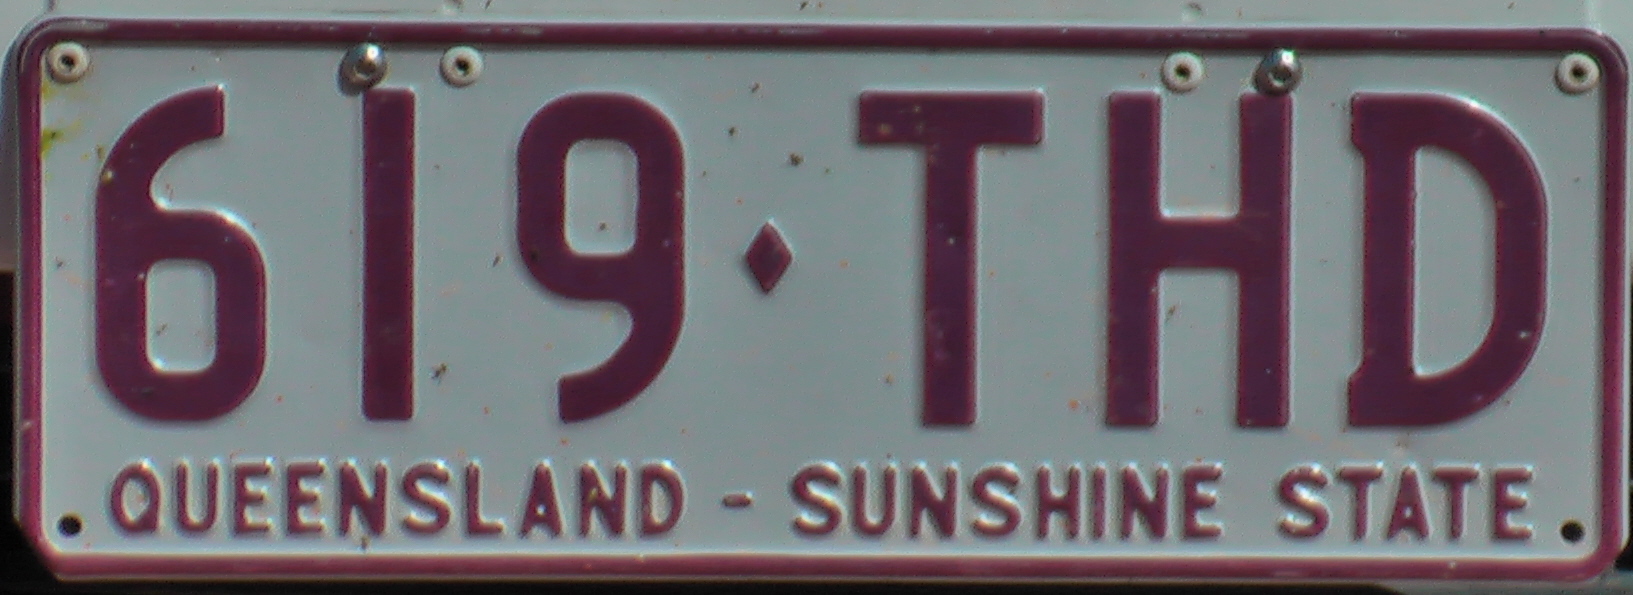 619♦THD
QUEENSLAND - SUNSHINE STATE